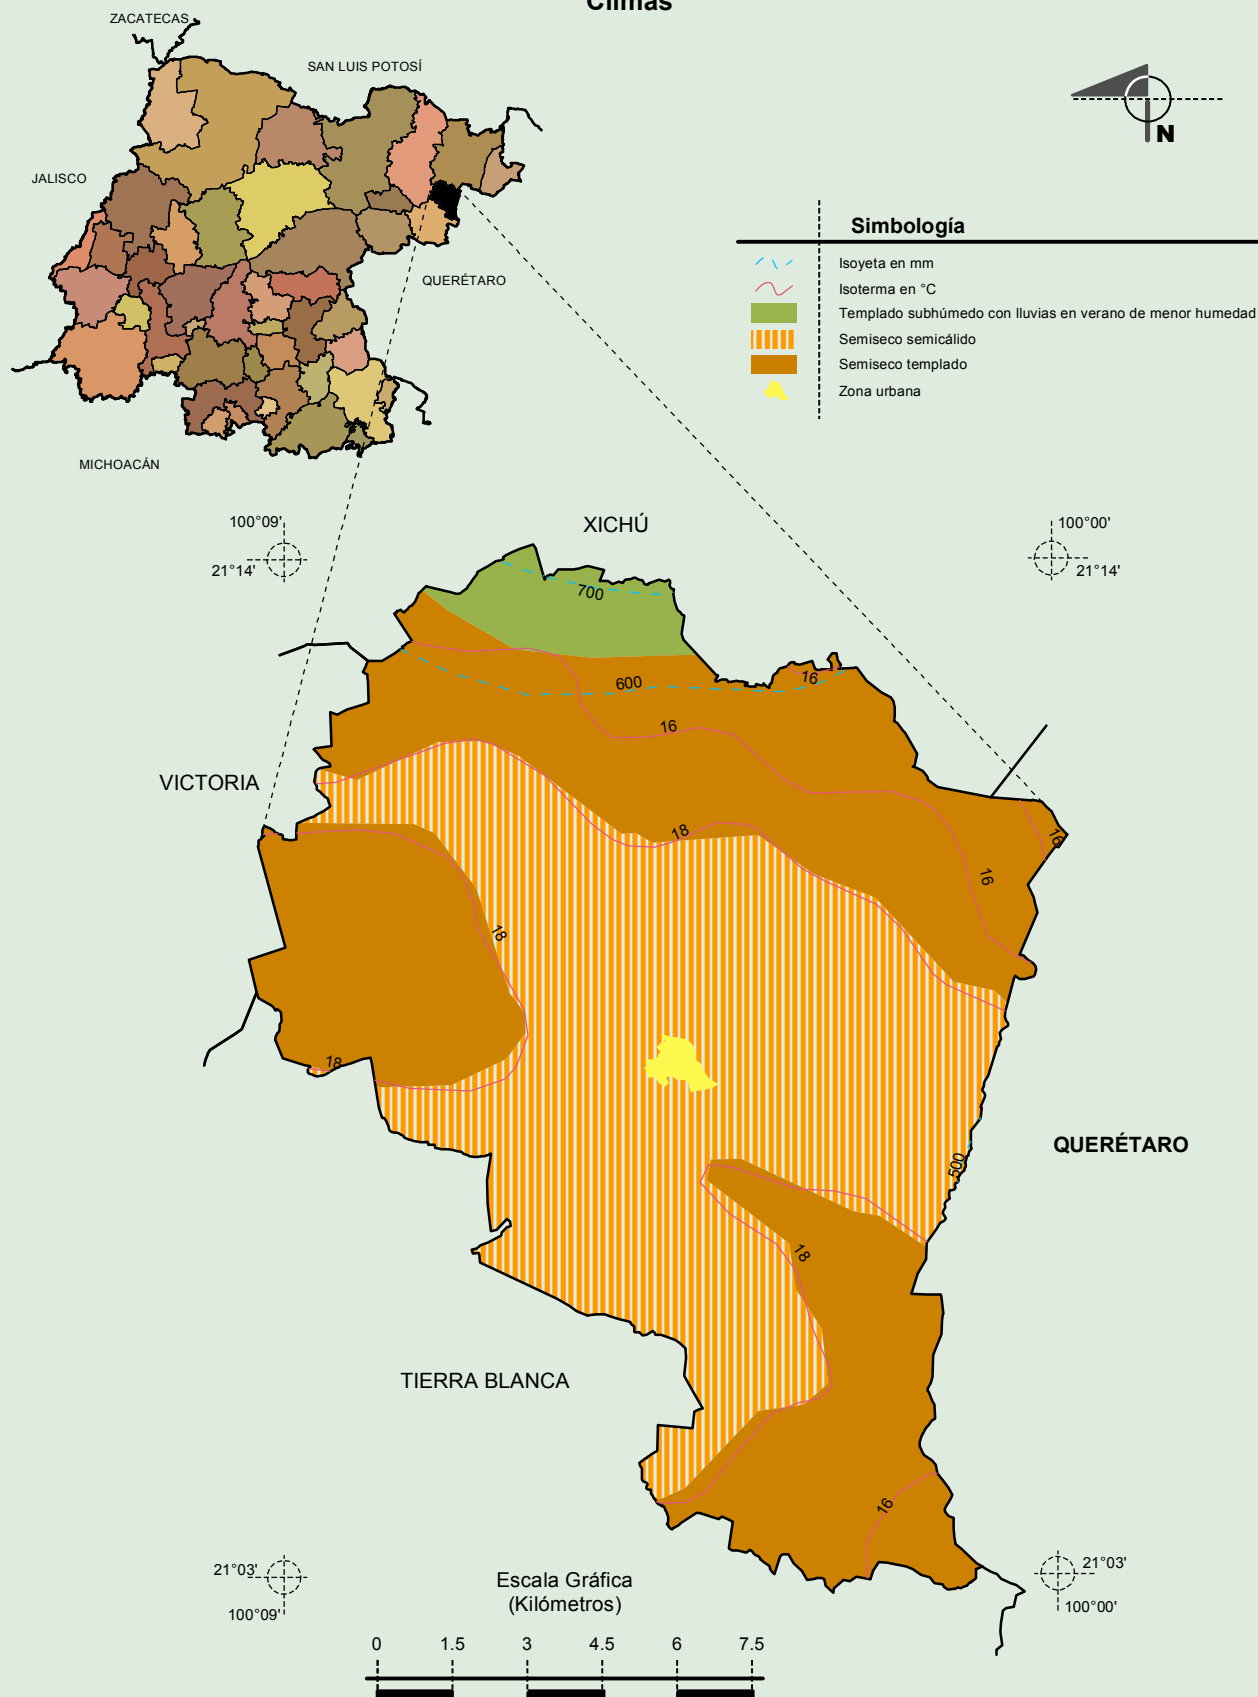 Climas
ZACATECAS
SAN LUIS POTOSÍ
JALISCO
QUERÉTARO
MICHOACÁN
N
Simbología
Isoyeta en mm
Isoterma en °C
Templado subhúmedo con lluvias en verano de menor humedad
Semiseco semicálido
Semiseco templado
Zona urbana
XICHÚ
100°09'
21°14'
100°00'
21°14'
700
600
16
16
VICTORIA
18
16
16
18
18
500
QUERÉTARO
18
TIERRA BLANCA
16
21°03'
100°09'
21°03'
100°00'
Escala Gráfica
(Kilómetros)
0 1.5 3 4.5 6 7.5